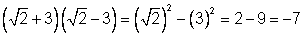 (√2 + 3)(√2 − 3) = (√2)² − (3)² = 2 − 9 = −7